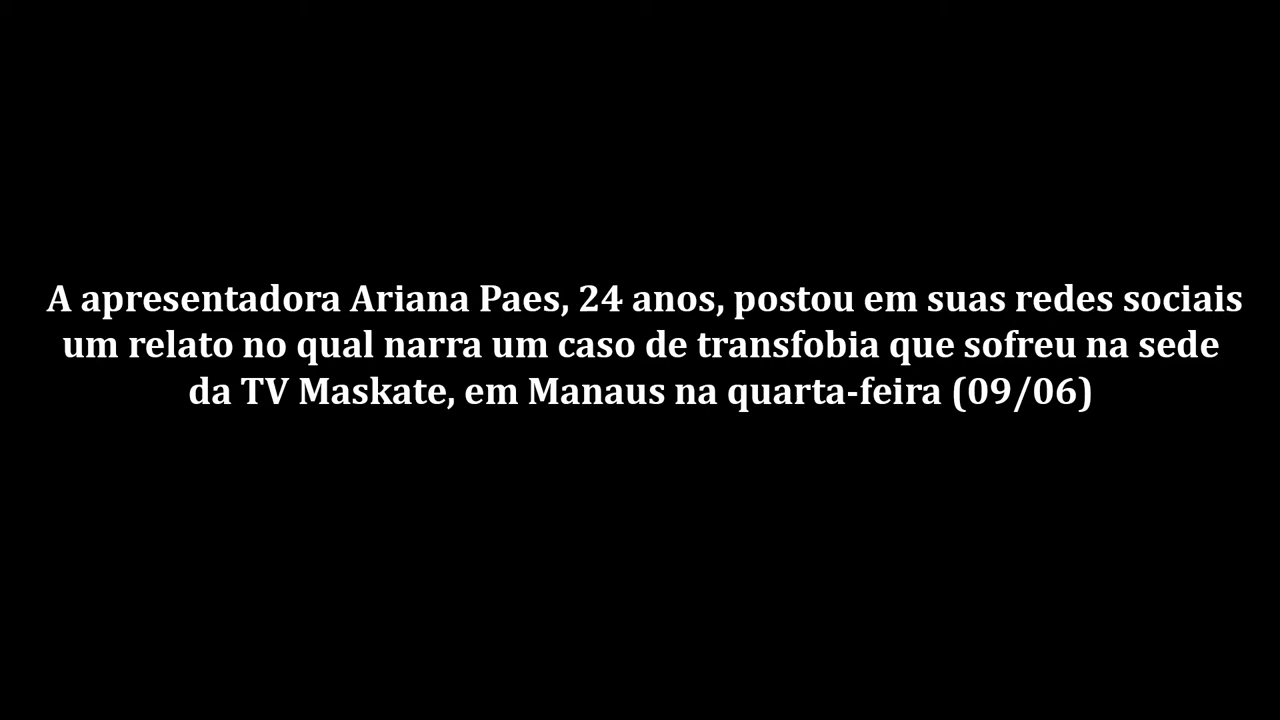 A apresentadora Ariana Paes, 24 anos, postou em suas redes sociais
um relato no qual narra um caso de transfobia que sofreu na sede
da TV Maskate, em Manaus na quarta-feira (09/06)